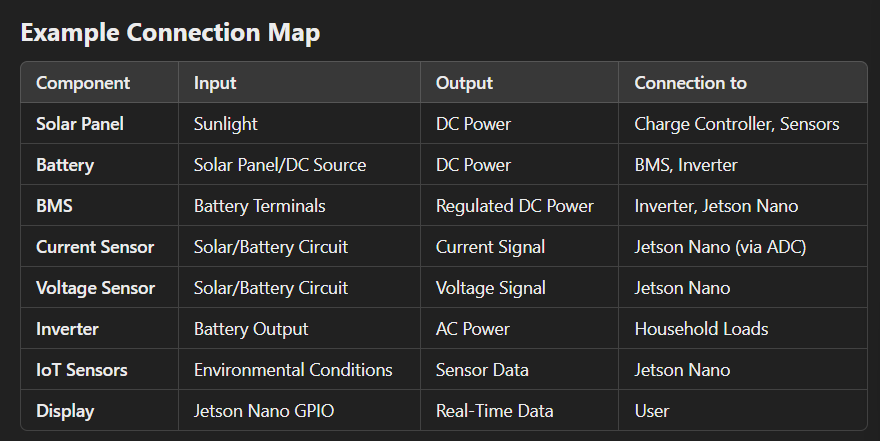 Example Connection Map
Component Input Output Connection to
Solar Panel Sunlight DC Power Charge Controller, Sensors
Battery Solar Panel/DC Source DC Power BMS, Inverter
BMS Battery Terminals Regulated DC Power Inverter, Jetson Nano
Current Sensor Solar/Battery Circuit Current Signal Jetson Nano (via ADC)
Voltage Sensor Solar/Battery Circuit Voltage Signal Jetson Nano
Inverter Battery Output AC Power Household Loads
IoT Sensors Environmental Conditions Sensor Data Jetson Nano
Display Jetson Nano GPIO Real-Time Data User